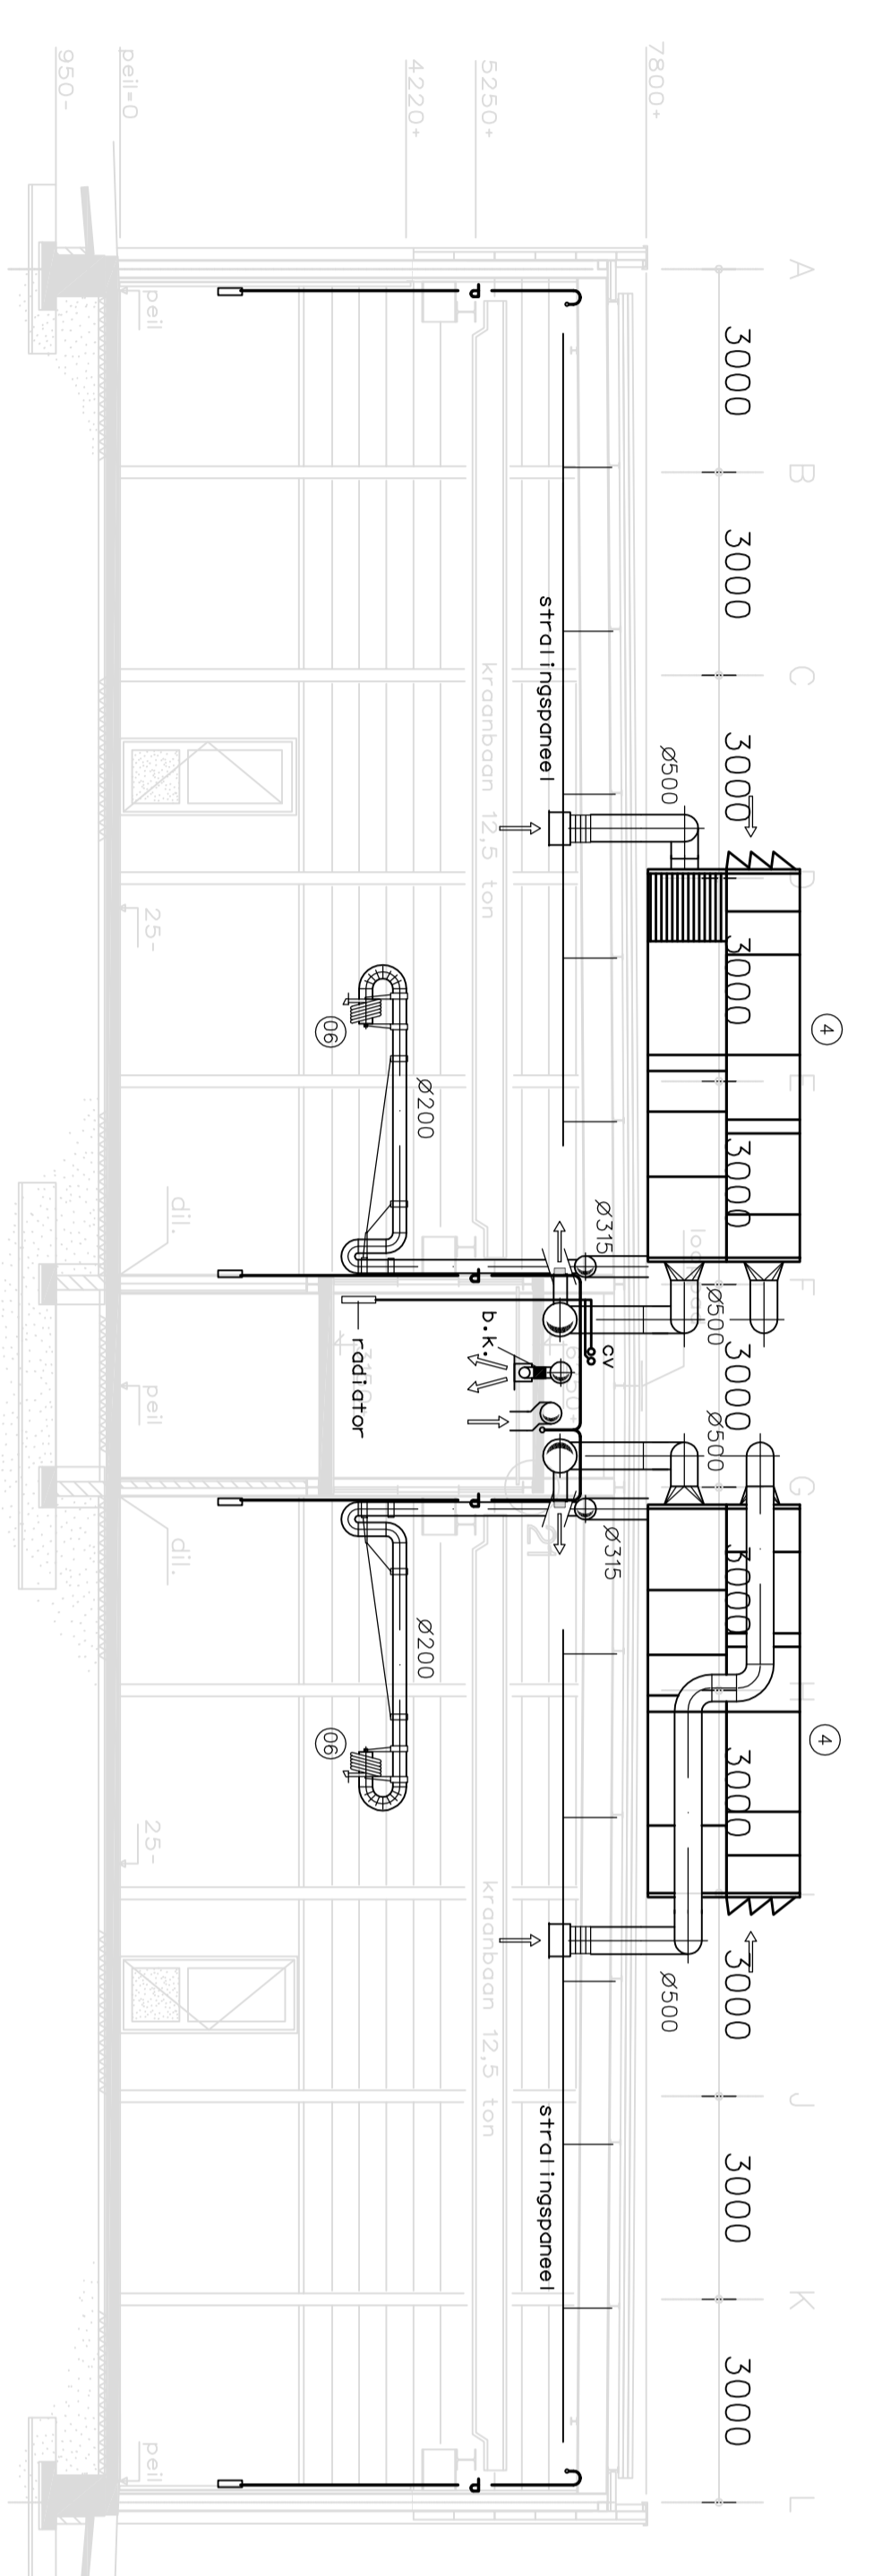 A
B
C
D
E
F
G
H
J
K
L
3000
3000
3000
3000
3000
3000
3000
3000
3000
3000
3000
4
4
7800+
5250+
4220+
peil=0
950-
Ø500
Ø500
Ø500
Ø500
stralingspaneel
stralingspaneel
kraanbaan 12,5 ton
kraanbaan 12,5 ton
Ø315
Ø315
cv
b.k.
21
Ø200
Ø200
radiator
06
06
dil.
dil.
peil
25-
peil
25-
peil